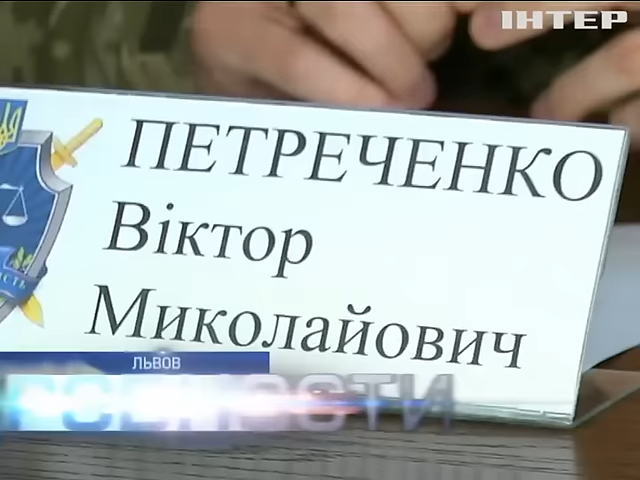 ІНТЕР
ПЕТРЕЧЕНКО
Віктор
Миколайович
ЛЬВОВ